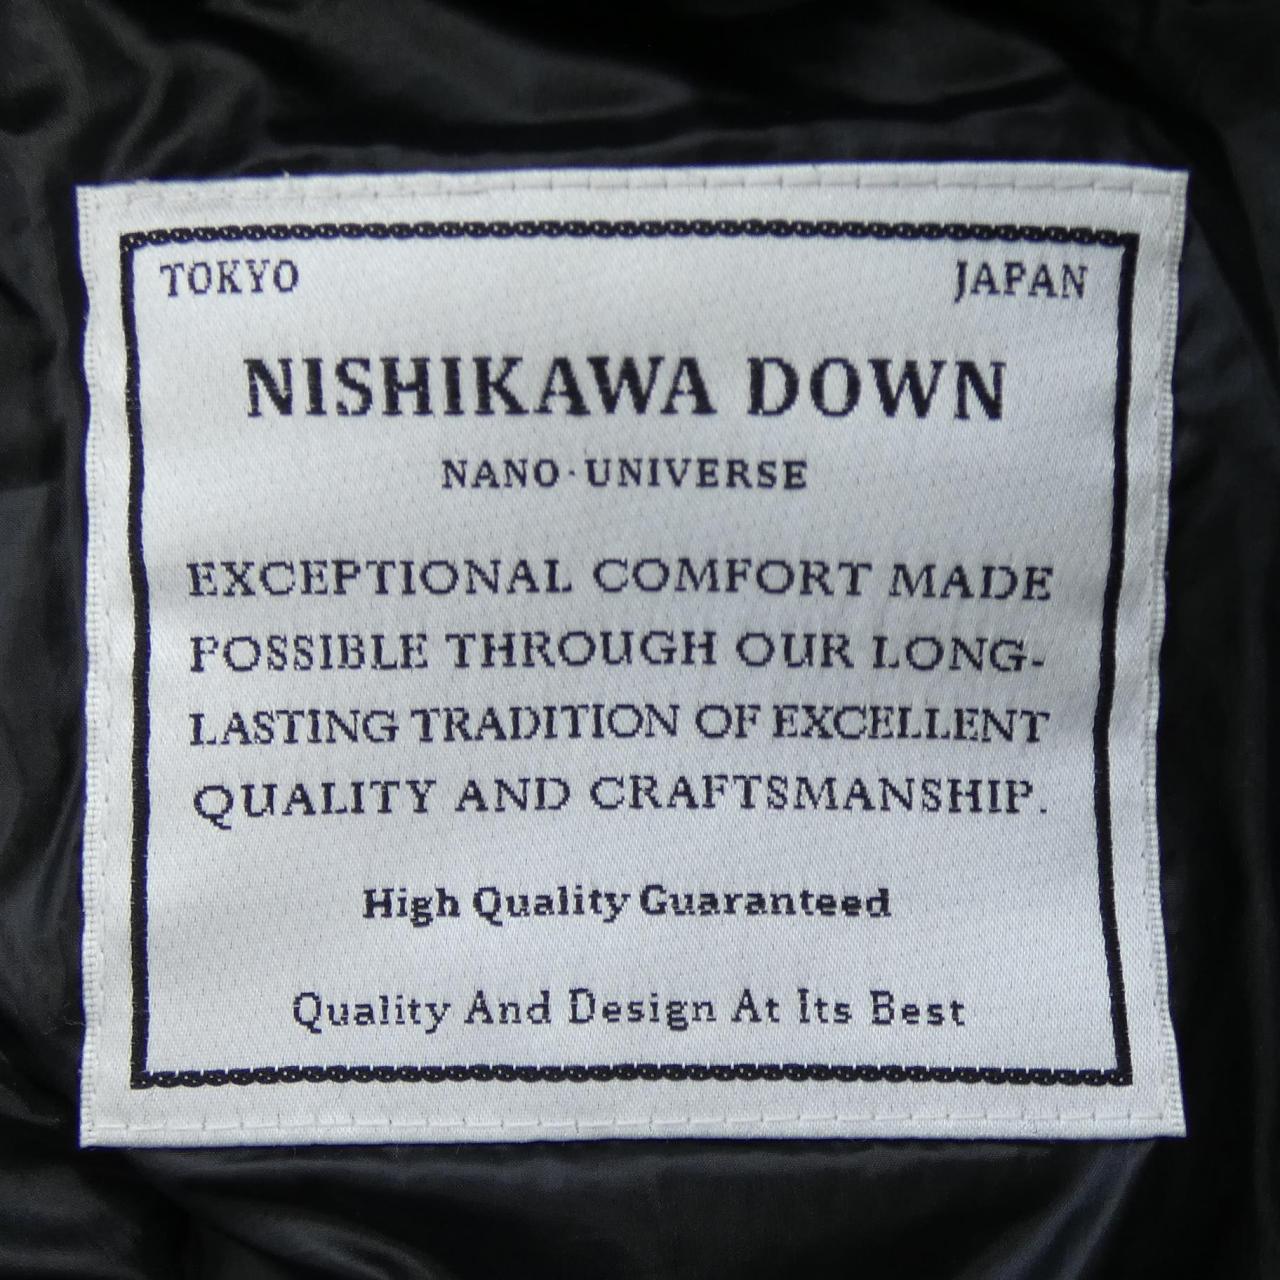 TOKYO JAPAN
NISHIKAWA DOWN
NANO·UNIVERSE
EXCEPTIONAL COMFORT MADE
POSSIBLE THROUGH OUR LONG-
LASTING TRADITION OF EXCELLENT
QUALITY AND CRAFTSMANSHIP.
High Quality Guaranteed
Quality And Design At Its Best